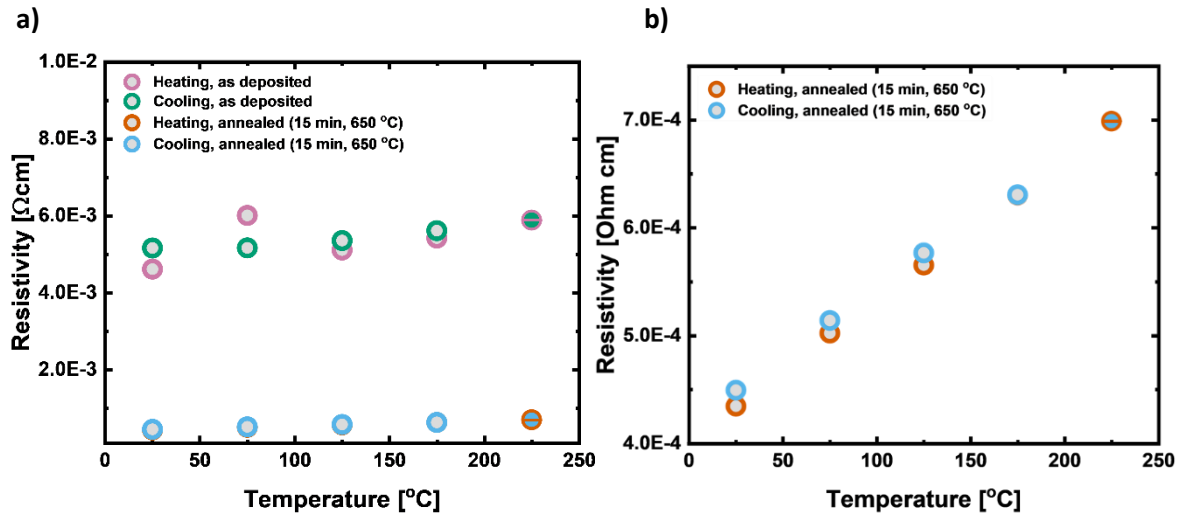 a)
1.0E-2
8.0E-3
6.0E-3
4.0E-3
2.0E-3
Resistivity [Ωcm]
Heating, as deposited
Cooling, as deposited
Heating, annealed (15 min, 650 °C)
Cooling, annealed (15 min, 650 °C)
0 50 100 150 200 250
Temperature [°C]
b)
7.0E-4
6.0E-4
5.0E-4
4.0E-4
Resistivity [Ohm cm]
Heating, annealed (15 min, 650 °C)
Cooling, annealed (15 min, 650 °C)
0 50 100 150 200 250
Temperature [°C]